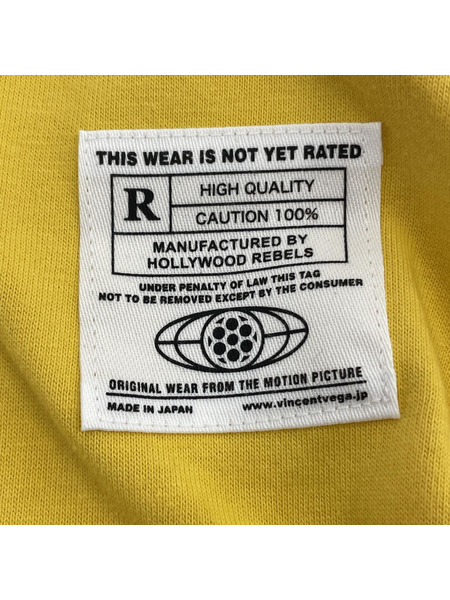 THIS WEAR IS NOT YET RATED
R
HIGH QUALITY
CAUTION 100%
MANUFACTURED BY
HOLLYWOOD REBELS
UNDER PENALTY OF LAW THIS TAG
NOT TO BE REMOVED EXCEPT BY THE CONSUMER
ORIGINAL WEAR FROM THE MOTION PICTURE
MADE IN JAPAN www.vincentvega.jp